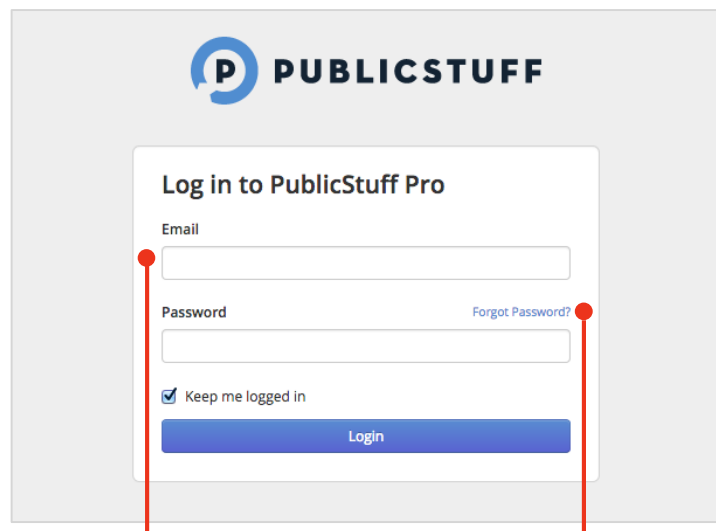 P PUBLICSTUFF
Log in to PublicStuff Pro
Email
Password Forgot Password?
Keep me logged in
Login